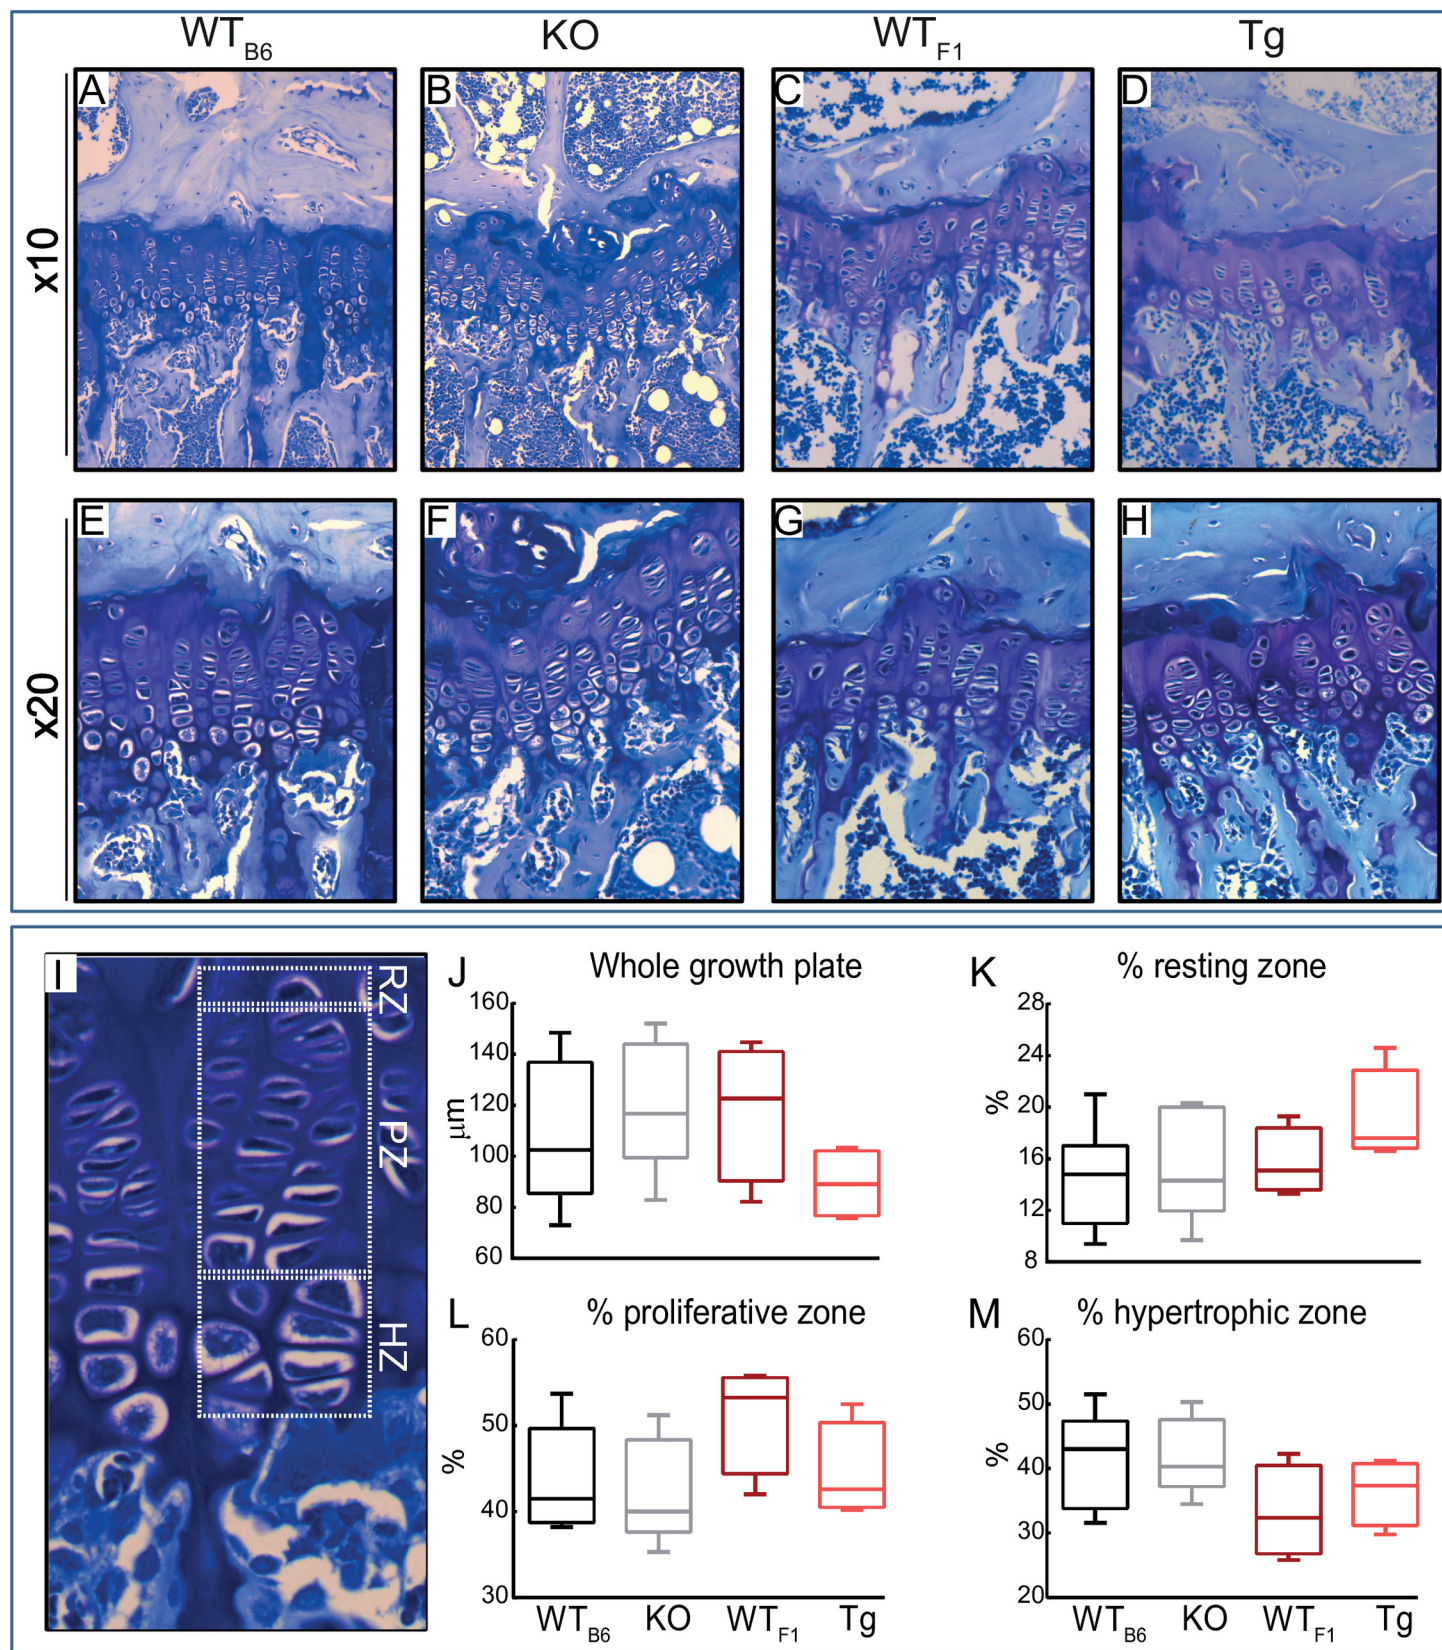 WTB6 KO WTF1 Tg
x10
A B C D
x20
E F G H
I
RZ
PZ
HZ
J Whole growth plate
160
140
120
100
80
60
μm
K % resting zone
28
24
20
16
12
8
%
L % proliferative zone
60
50
40
30
%
WTB6 KO WTF1 Tg
M % hypertrophic zone
60
50
40
30
20
%
WTB6 KO WTF1 Tg